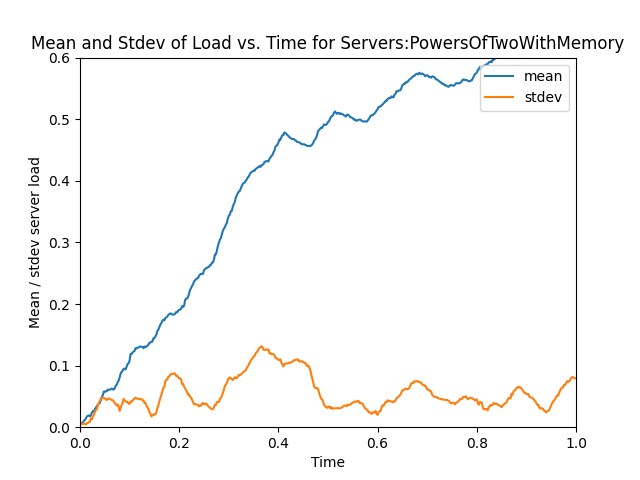 Mean and Stdev of Load vs. Time for Servers:PowersOfTwoWithMemory
mean
stdev
Mean / stdev server load
0.6
0.5
0.4
0.3
0.2
0.1
0.0
0.0 0.2 0.4 0.6 0.8 1.0
Time